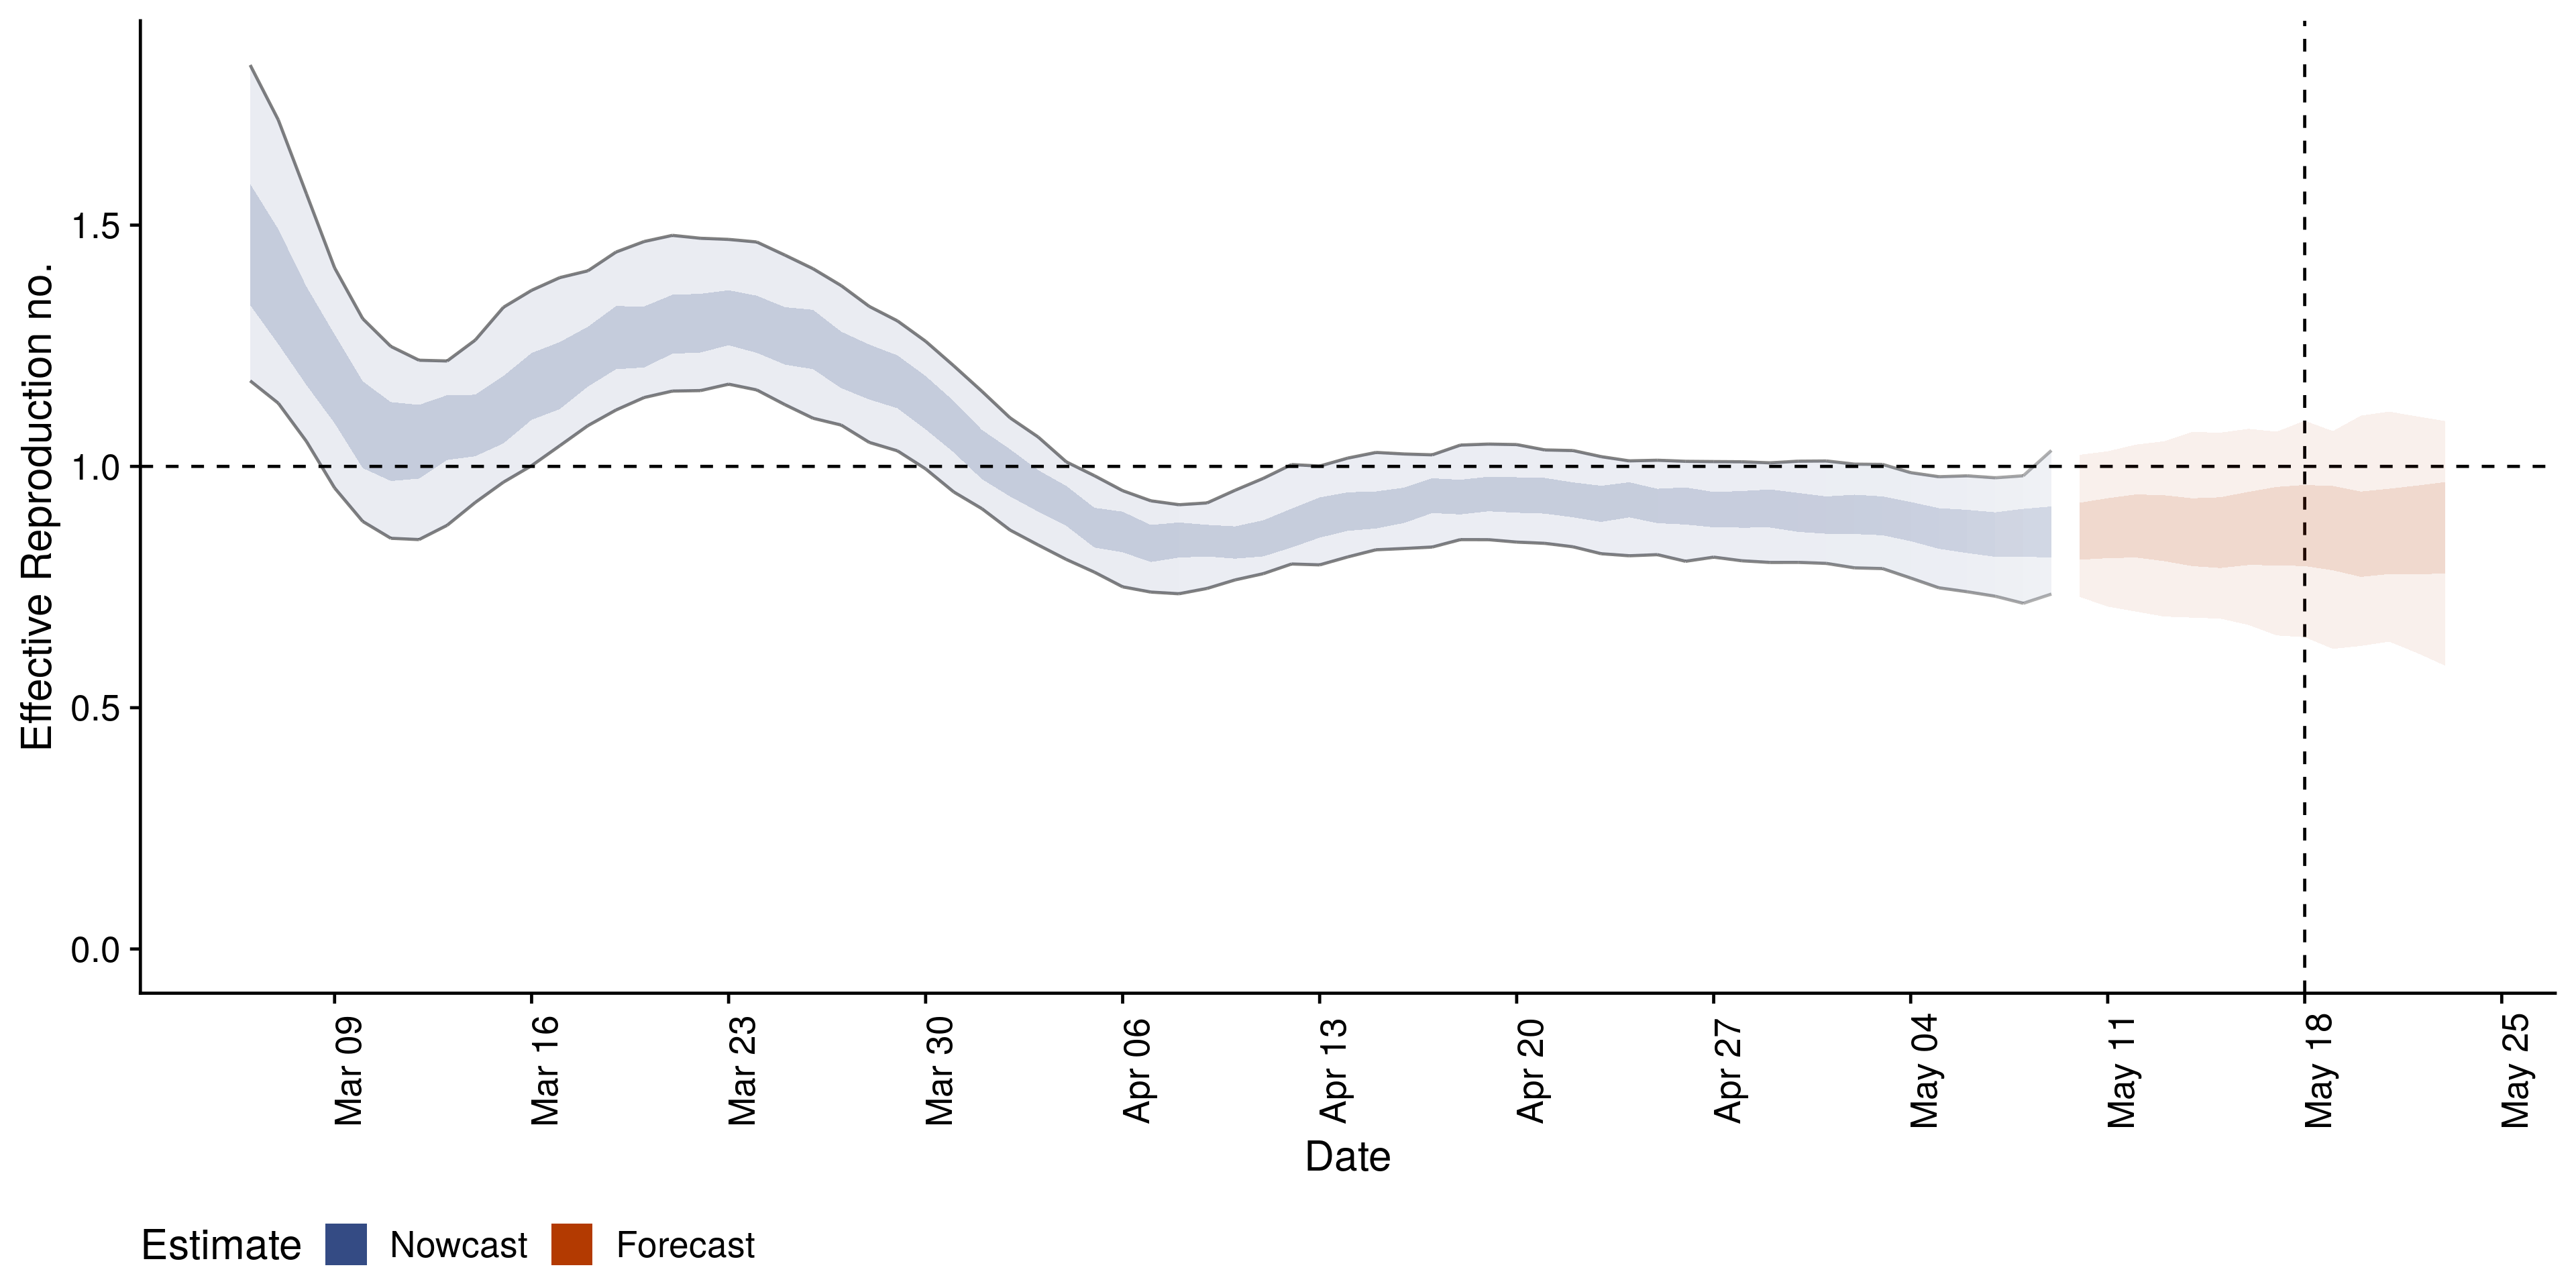 Effective Reproduction no.
1.5
1.0
0.5
0.0
Mar 09
Mar 16
Mar 23
Mar 30
Apr 06
Apr 13
Apr 20
Apr 27
May 04
May 11
May 18
May 25
Date
Estimate Nowcast Forecast